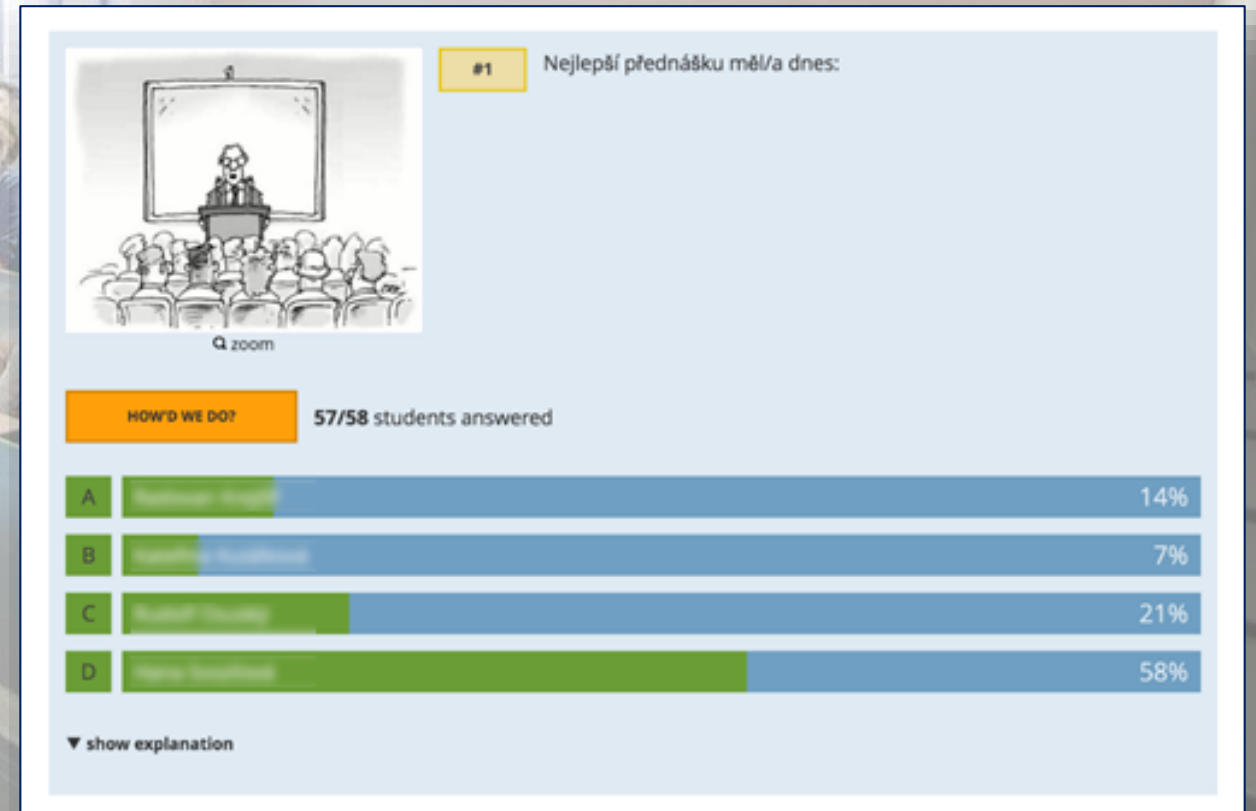 #1
Nejlepší přednášku měl/a dnes:
zoom
HOW'D WE DO?
57/58 students answered
A 14%
B 7%
C 21%
D 58%
▼ show explanation